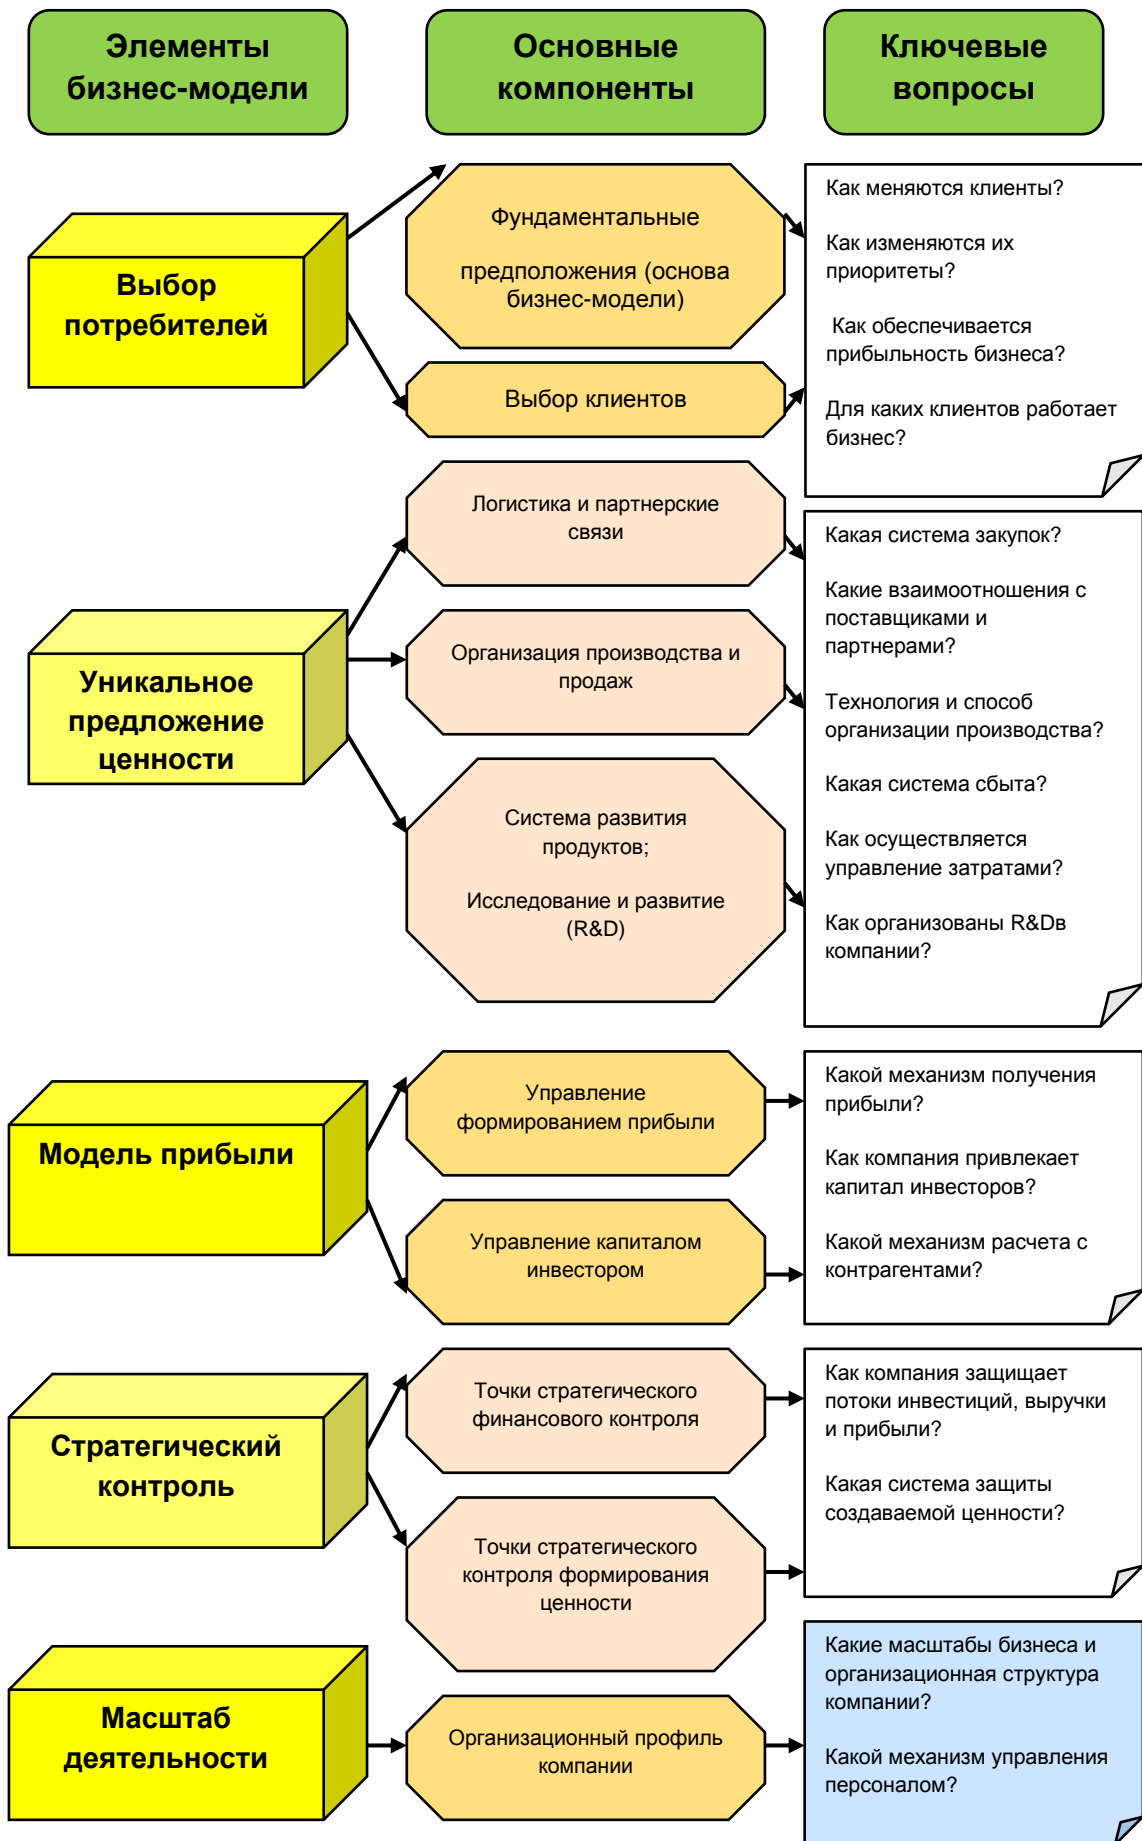 Элементы
бизнес-модели
Основные
компоненты
Ключевые
вопросы
Выбор
потребителей
Фундаментальные
предположения (основа
бизнес-модели)
Выбор клиентов
Как меняются клиенты?
Как изменяются их
приоритеты?
Как обеспечивается
прибыльность бизнеса?
Для каких клиентов работает
бизнес?
Уникальное
предложение
ценности
Логистика и партнерские
связи
Организация производства и
продаж
Система развития
продуктов;
Исследование и развитие
(R&D)
Какая система закупок?
Какие взаимоотношения с
поставщиками и
партнерами?
Технология и способ
организации производства?
Какая система сбыта?
Как осуществляется
управление затратами?
Как организованы R&Dв
компании?
Модель прибыли
Управление
формированием прибыли
Управление капиталом
инвестором
Какой механизм получения
прибыли?
Как компания привлекает
капитал инвесторов?
Какой механизм расчета с
контрагентами?
Стратегический
контроль
Точки стратегического
финансового контроля
Точки стратегического
контроля формирования
ценности
Как компания защищает
потоки инвестиций, выручки
и прибыли?
Какая система защиты
создаваемой ценности?
Масштаб
деятельности
Организационный профиль
компании
Какие масштабы бизнеса и
организационная структура
компании?
Какой механизм управления
персоналом?